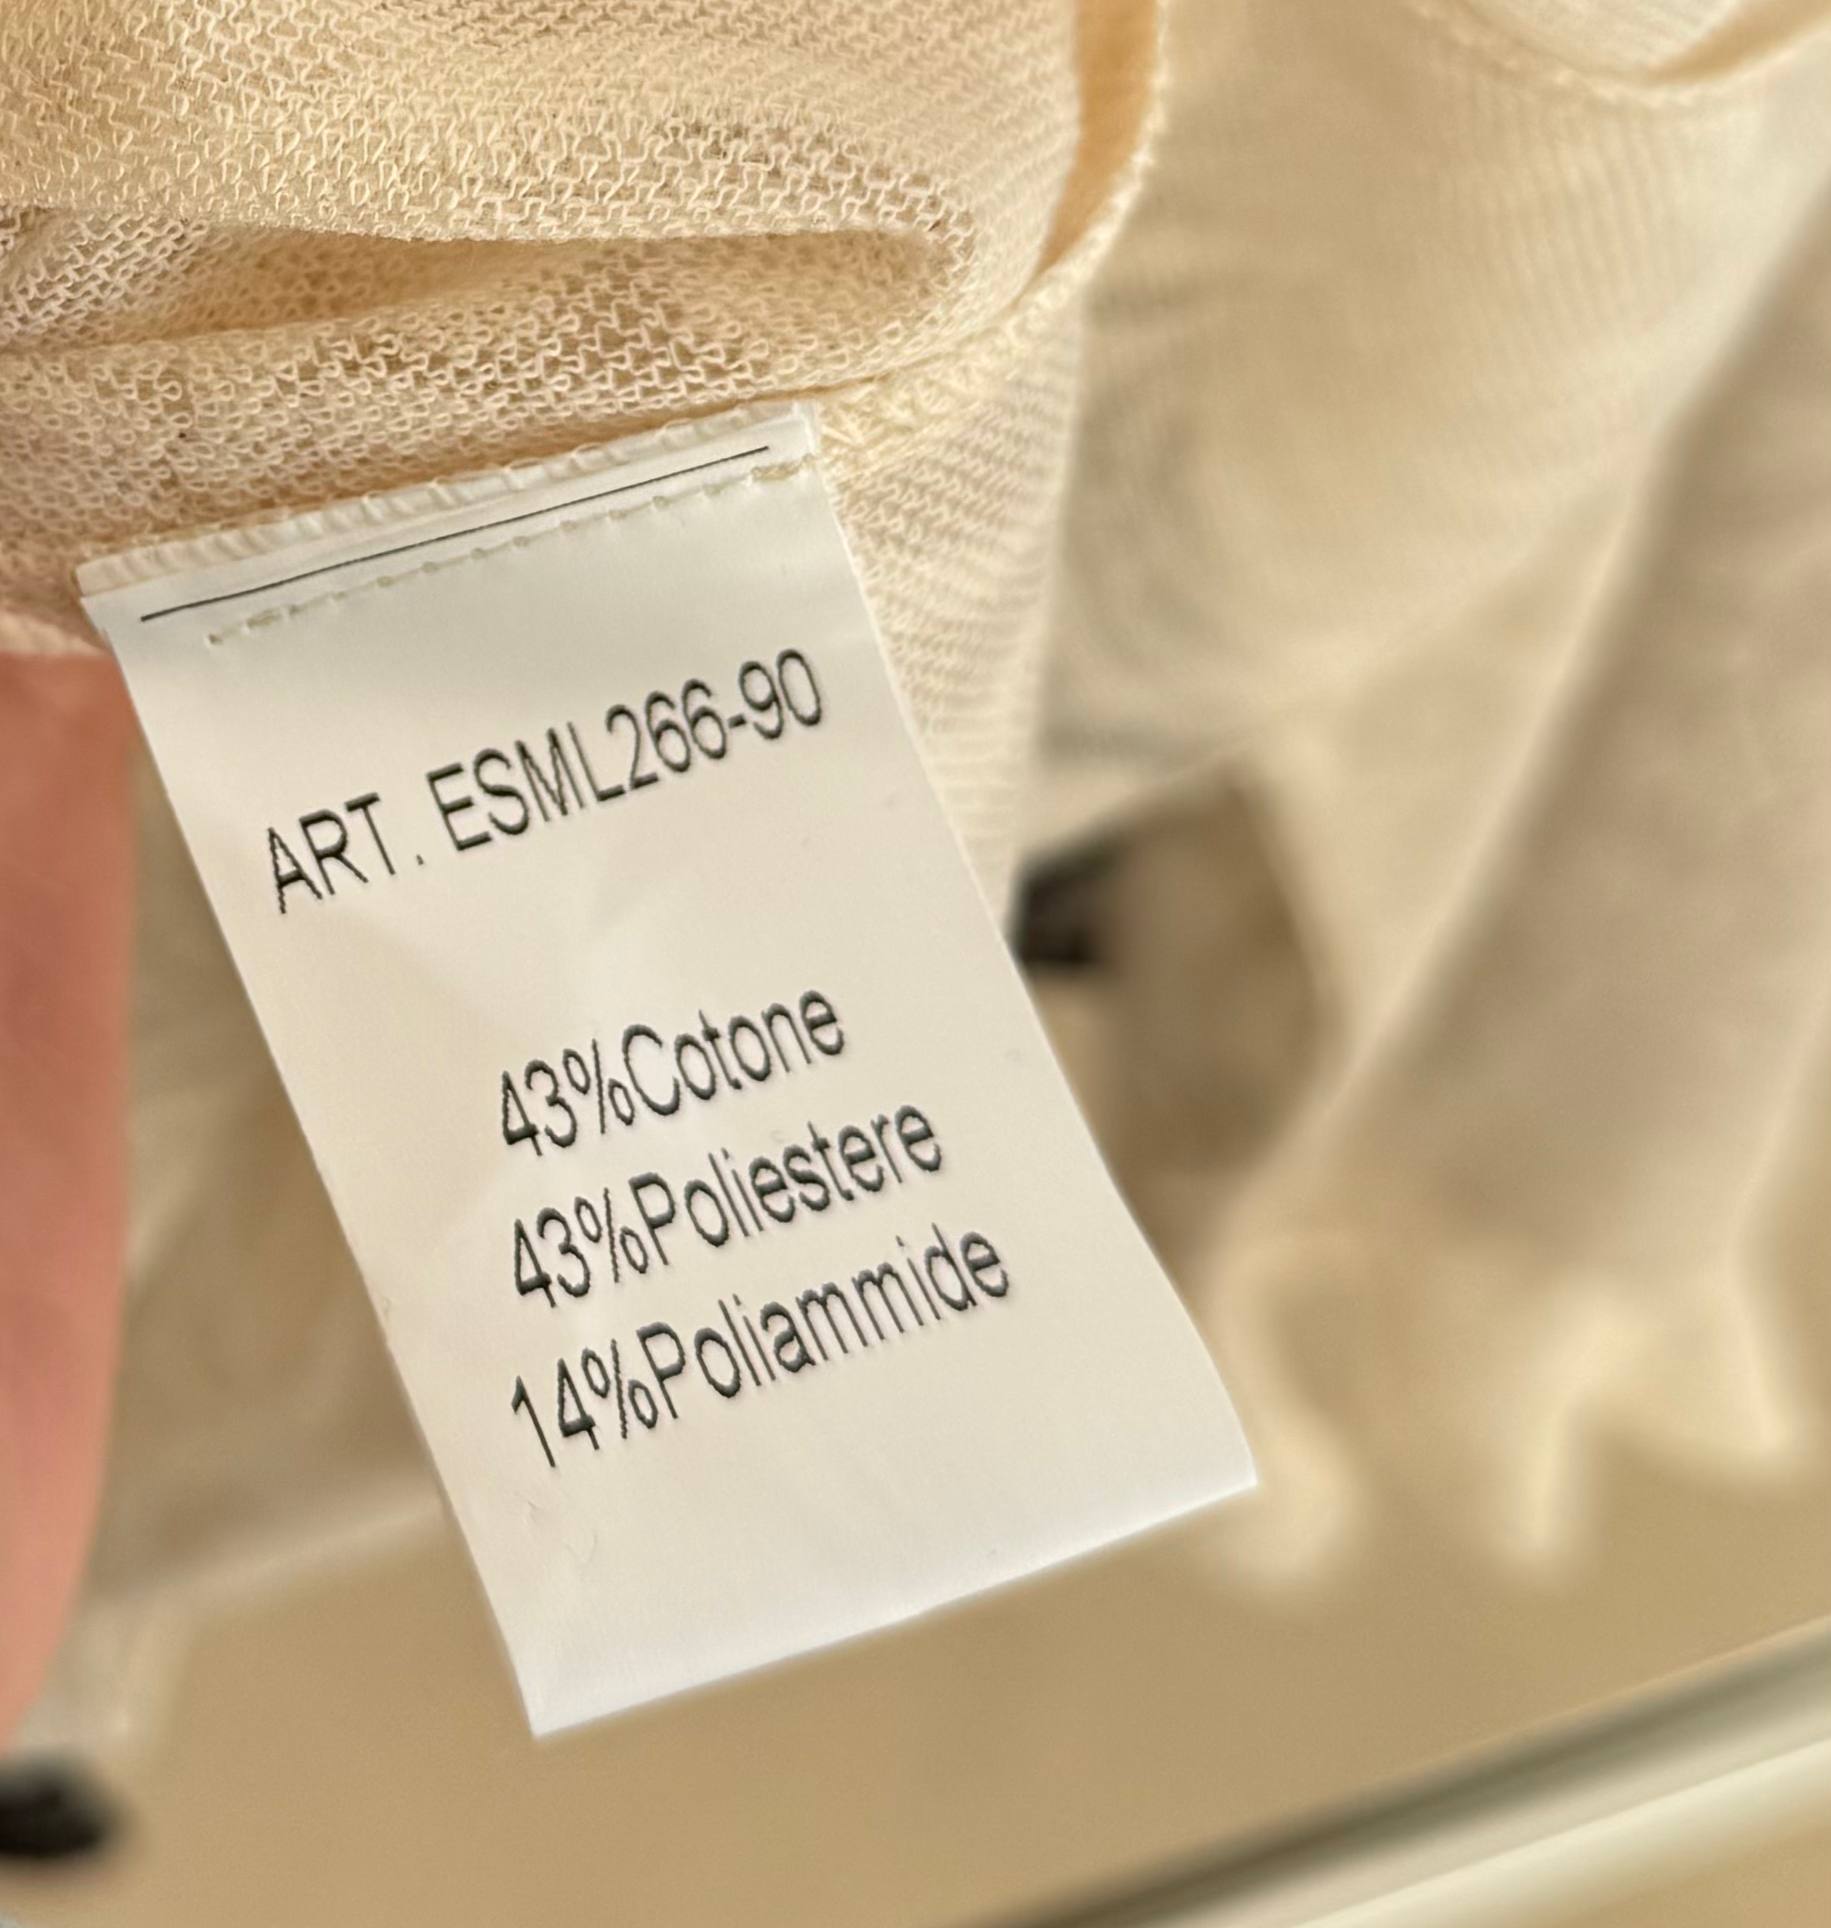 ART. ESML266-90
43%Cotone
43%Poliestere
14%Poliammide